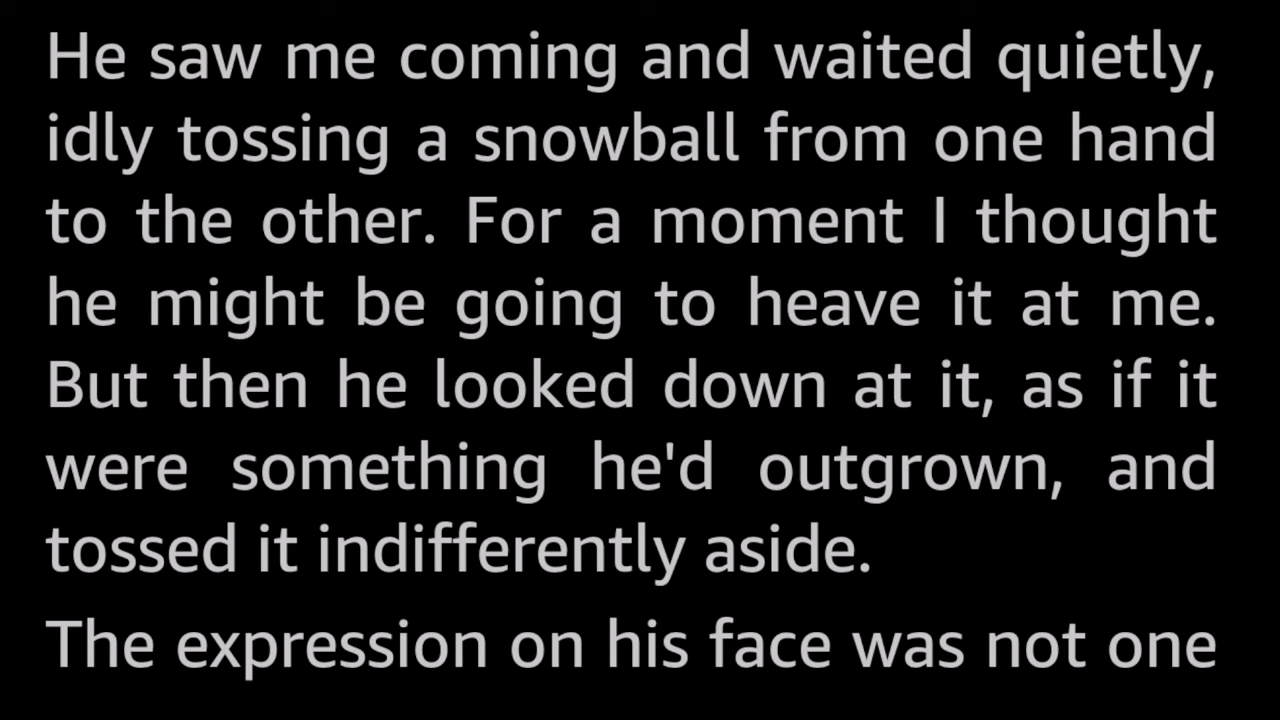 He saw me coming and waited quietly,
idly tossing a snowball from one hand
to the other. For a moment I thought
he might be going to heave it at me.
But then he looked down at it, as if it
were something he'd outgrown, and
tossed it indifferently aside.
The expression on his face was not one